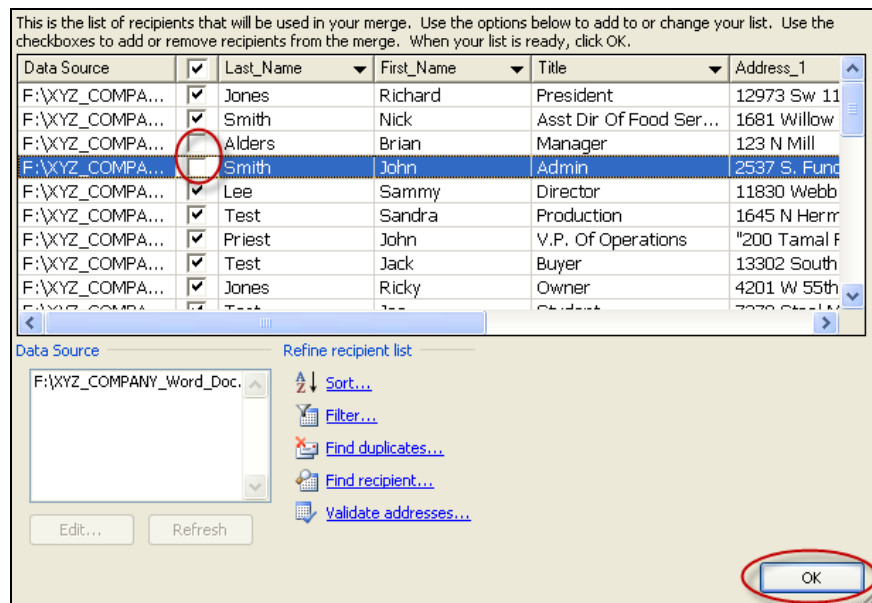 This is the list of recipients that will be used in your merge. Use the options below to add to or change your list. Use the
checkboxes to add or remove recipients from the merge. When your list is ready, click OK.
Data Source Last_Name First_Name Title Address_1
F:\XYZ_COMPA... Jones Richard President 12973 Sw 11
F:\XYZ_COMPA... Smith Nick Asst Dir Of Food Ser... 1681 Willow
F:\XYZ_COMPA... Alders Brian Manager 123 N Mill
F:\XYZ_COMPA... Smith John Admin 2537 S. Func
F:\XYZ_COMPA... Lee Sammy Director 11830 Webb
F:\XYZ_COMPA... Test Sandra Production 1645 N Herm
F:\XYZ_COMPA... Priest John V.P. Of Operations "200 Tamal
F:\XYZ_COMPA... Test Jack Buyer 13302 South
F:\XYZ_COMPA... Jones Ricky Owner 4201 W 55th
Data Source
F:\XYZ_COMPANY_Word_Doc.
Edit... Refresh
Refine recipient list
Sort...
Filter...
Find duplicates...
Find recipient...
Validate addresses...
OK